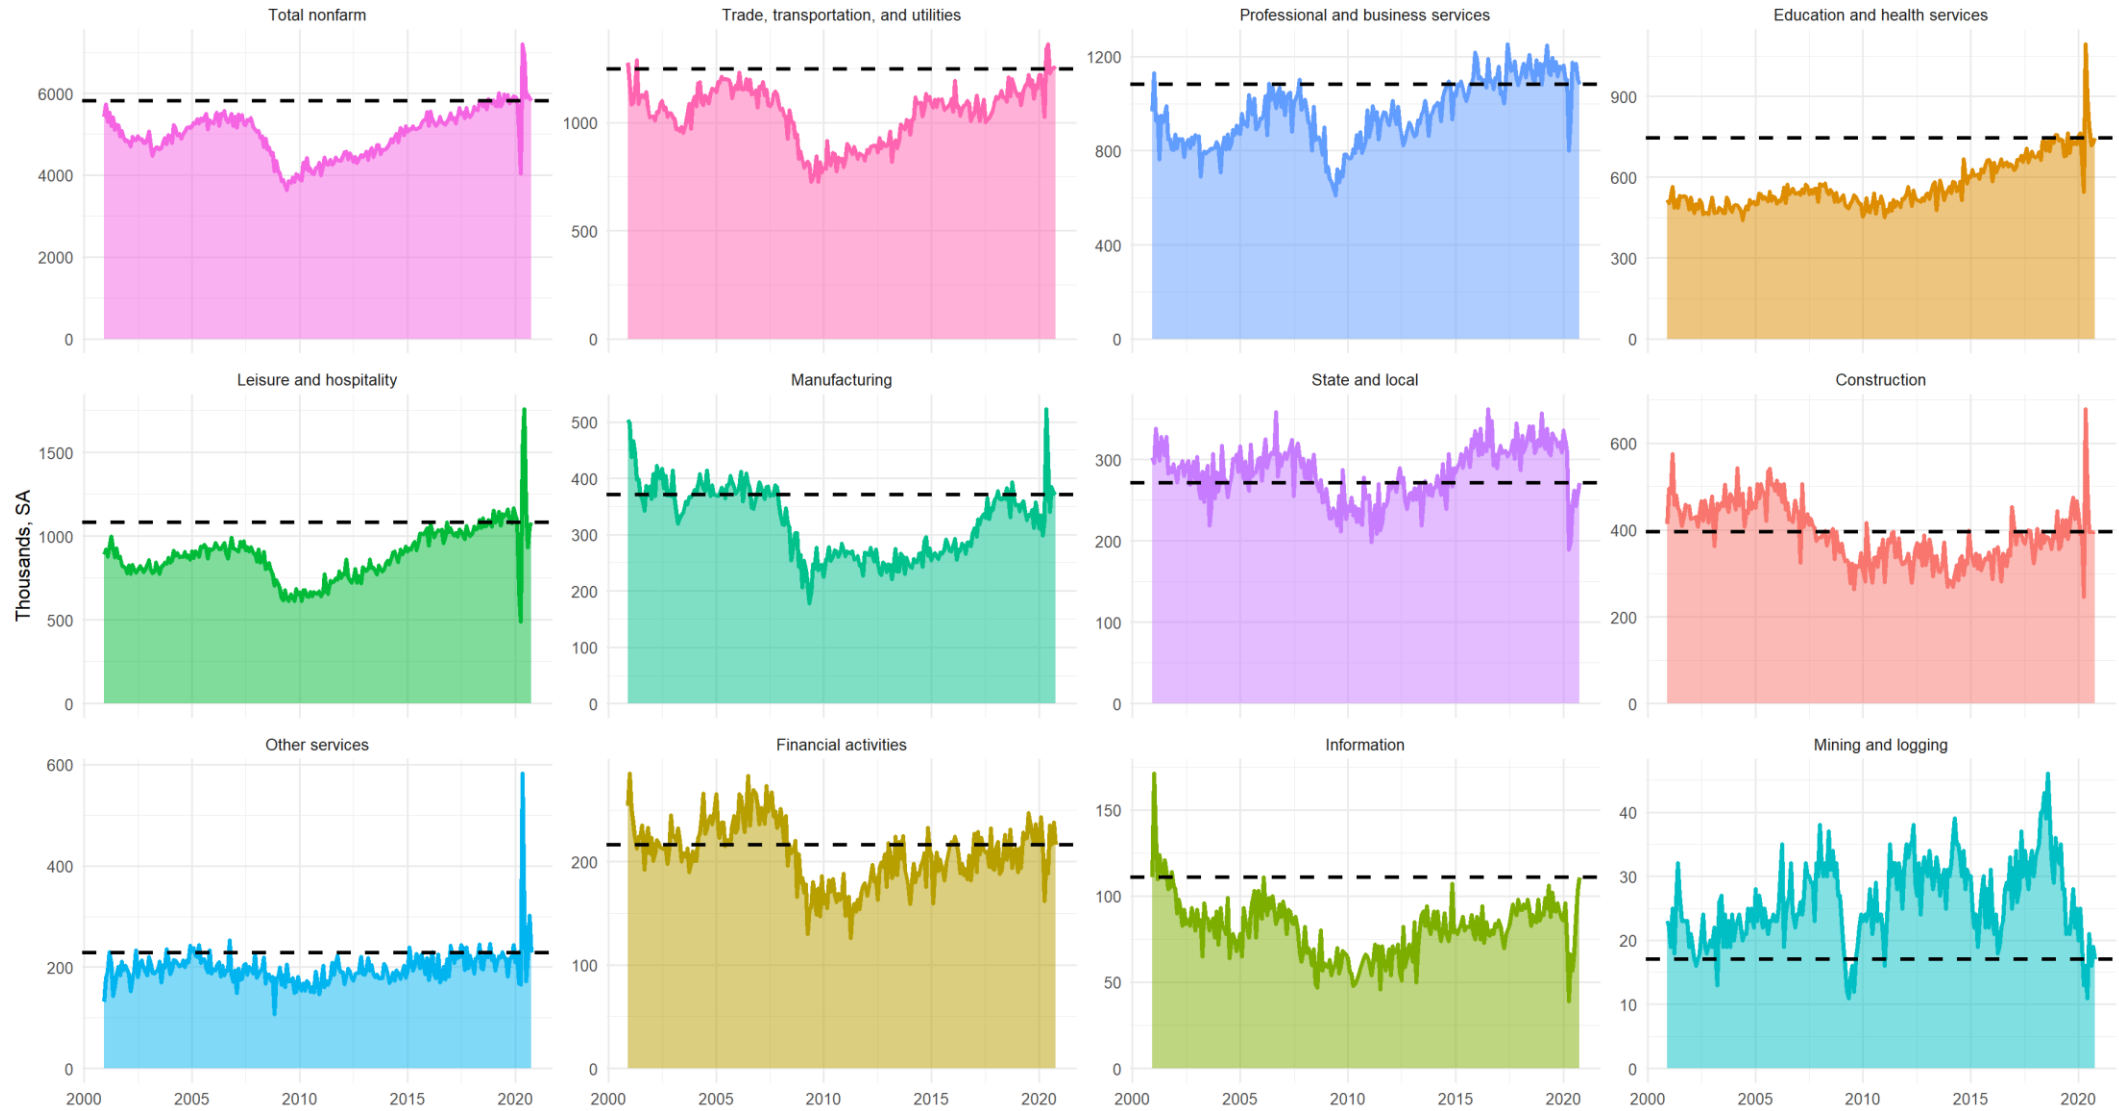 Total nonfarm
Trade, transportation, and utilities
Professional and business services
Education and health services
6000
4000
2000
0
1000
500
0
1200
800
400
0
900
600
300
0
Leisure and hospitality
Manufacturing
State and local
Construction
Thousands, SA
1500
1000
500
0
500
400
300
200
100
0
300
200
100
0
600
400
200
0
Other services
Financial activities
Information
Mining and logging
600
400
200
0
200
100
0
150
100
50
0
40
30
20
10
0
2000 2005 2010 2015 2020
2000 2005 2010 2015 2020
2000 2005 2010 2015 2020
2000 2005 2010 2015 2020